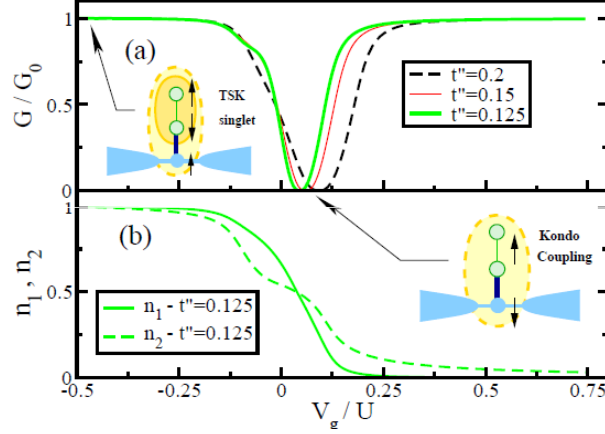 1
(a)
G / G₀
0.5
TSK
singlet
t''=0.2
t''=0.15
t''=0.125
0
1
(b)
n₁, n₂
0.5
n₁ - t''=0.125
n₂ - t''=0.125
Kondo
Coupling
0
-0.5
-0.25
0
0.25
0.5
0.75
V_g / U